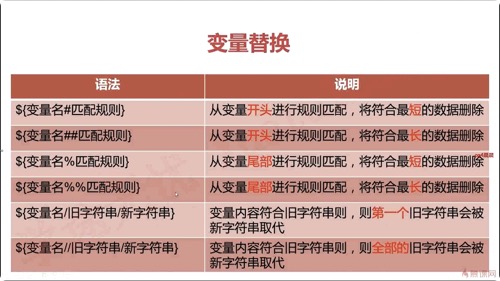 变量替换
语法 说明
${变量名#匹配规则} 从变量开头进行规则匹配，将符合最短的数据删除
${变量名##匹配规则} 从变量开头进行规则匹配，将符合最长的数据删除
${变量名%匹配规则} 从变量尾部进行规则匹配，将符合最短的数据删除
${变量名%%匹配规则} 从变量尾部进行规则匹配，将符合最长的数据删除
${变量名/旧字符串/新字符串} 变量内容符合旧字符串则，则第一个旧字符串会被
新字符串取代
${变量名//旧字符串/新字符串} 变量内容符合旧字符串则，则全部的旧字符串会被
新字符串取代
慕课网